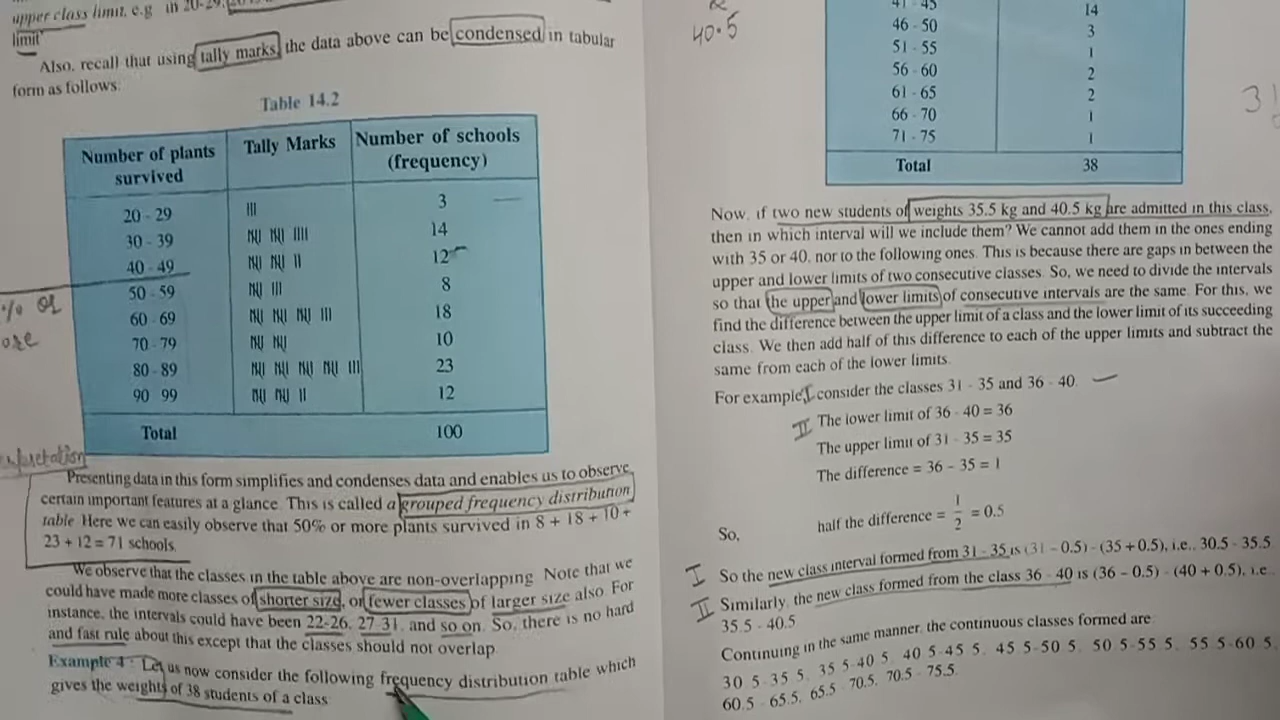 upper class limit, e.g in 20-29,
limit
Also, recall that using tally marks, the data above can be condensed in tabular
form as follows:
Table 14.2
Number of plants survived Tally Marks Number of schools (frequency)
20 - 29 3
30 - 39 14
40 - 49 12
50 - 59 8
60 - 69 18
70 - 79 10
80 - 89 23
90 99 12
Total 100
% or
Presenting data in this form simplifies and condenses data and enables us to observe
certain important features at a glance. This is called a grouped frequency distribution
table Here we can easily observe that 50% or more plants survived in 8 + 18 + 10 +
23 + 12 = 71 schools.
We observe that the classes in the table above are non-overlapping Note that we
could have made more classes of shorter size, or fewer classes of larger size also. For
instance, the intervals could have been 22-26, 27 31, and so on. So, there is no hard
and fast rule about this except that the classes should not overlap.
Example 4 : Let us now consider the following frequency distribution table which
gives the weights of 38 students of a class
40.5
41 45 14
46 - 50 3
51 - 55 1
56 - 60 2
61 - 65 2
66 - 70 1
71 - 75 1
Total 38
Now, if two new students of weights 35.5 kg and 40.5 kg are admitted in this class,
then in which interval will we include them? We cannot add them in the ones ending
with 35 or 40, nor to the following ones. This is because there are gaps in between the
upper and lower limits of two consecutive classes. So, we need to divide the intervals
so that the upper and lower limits of consecutive intervals are the same. For this, we
find the difference between the upper limit of a class and the lower limit of its succeeding
class. We then add half of this difference to each of the upper limits and subtract the
same from each of the lower limits.
For example, I consider the classes 31 - 35 and 36 - 40.
II The lower limit of 36 - 40 = 36
The upper limit of 31 - 35 = 35
The difference = 36 – 35 = 1
So, half the difference = 1/2 = 0.5
I So the new class interval formed from 31 - 35 is (31 – 0.5) - (35 + 0.5), i.e., 30.5 - 35.5.
II Similarly, the new class formed from the class 36 - 40 is (36 – 0.5) - (40 + 0.5), i.e.,
35.5 - 40.5
Continuing in the same manner, the continuous classes formed are:
30 5-35 5, 35 5-40 5, 40 5-45 5, 45 5-50 5, 50 5-55 5, 55 5-60 5,
60.5 - 65.5, 65.5 - 70.5, 70.5 - 75.5.